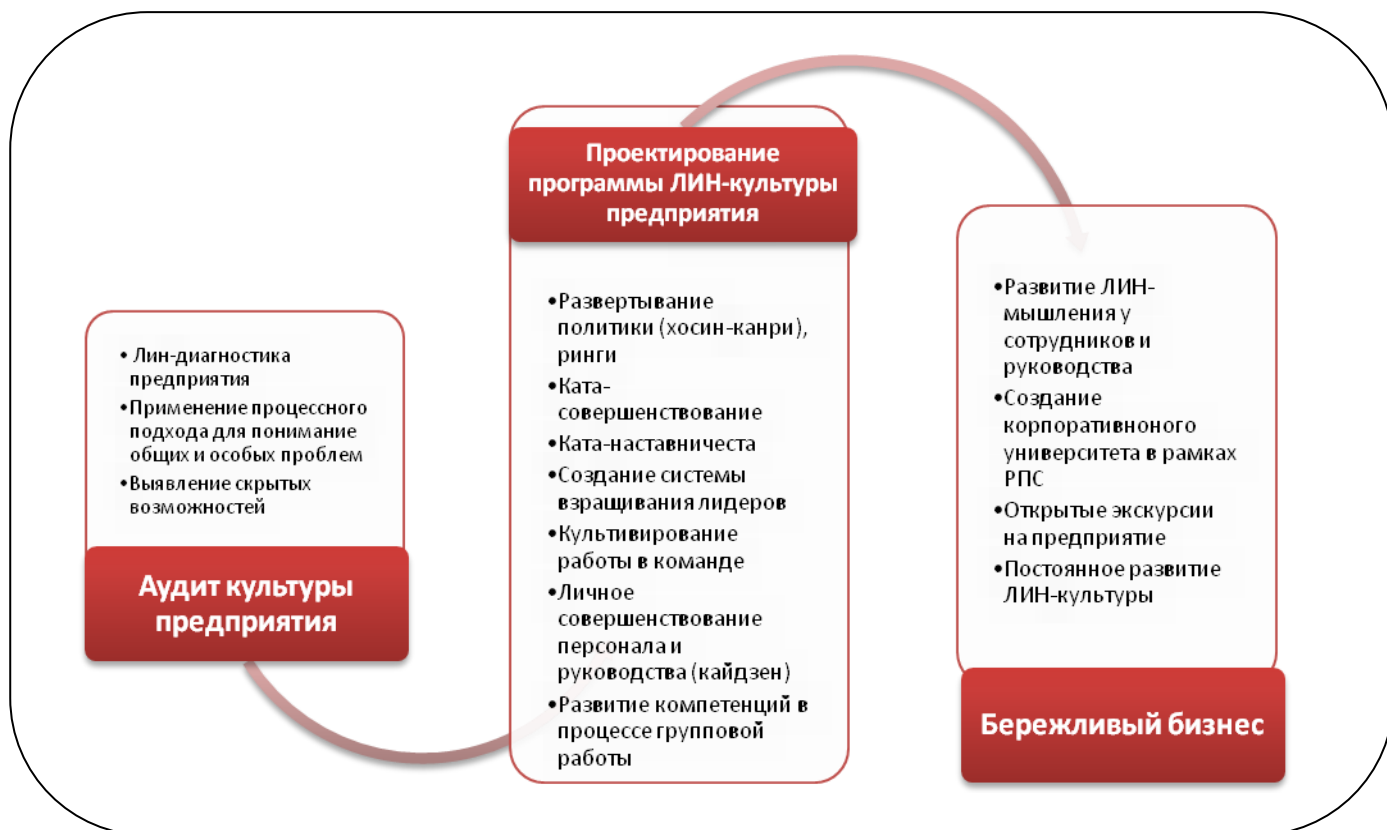 • Лин-диагностика
предприятия
•Применение процессного
подхода для понимание
общих и особых проблем
•Выявление скрытых
возможностей
Аудит культуры
предприятия
Проектирование
программы ЛИН-культуры
предприятия
•Развертывание
политики (хосин-канри),
ринги
•Ката-
совершенствование
•Ката-наставничеста
•Создание системы
взращивания лидеров
•Культивирование
работы в команде
•Личное
совершенствование
персонала и
руководства (кайдзен)
•Развитие компетенций в
процессе групповой
работы
•Развитие ЛИН-
мышления у
сотрудников и
руководства
•Создание
корпоративноного
университета в рамках
РПС
•Открытые экскурсии
на предприятие
•Постоянное развитие
ЛИН-культуры
Бережливый бизнес